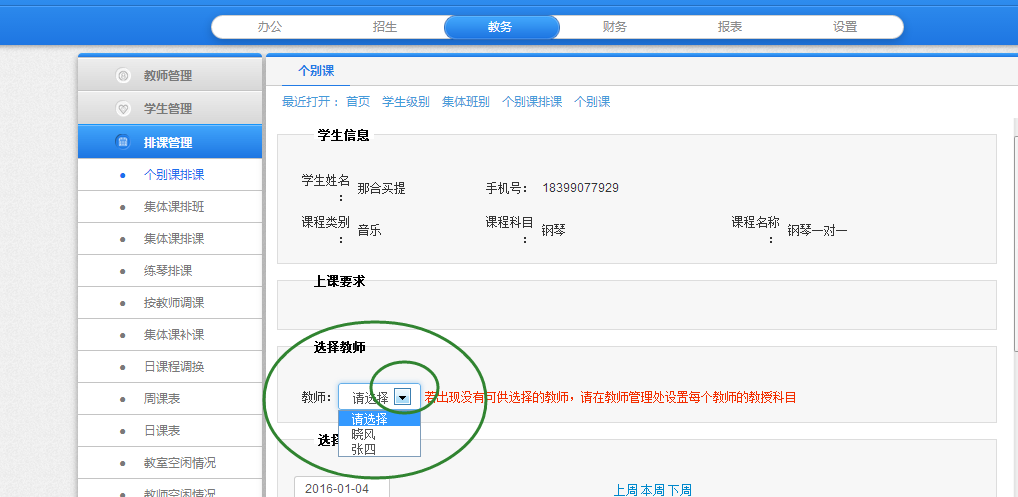 办公 招生 教务 财务 报表 设置
教师管理
学生管理
排课管理
个别课排课
集体课排班
集体课排课
练琴排课
按教师调课
集体课补课
日课程调换
周课表
日课表
教室空闲情况
教师空闲情况
个别课
最近打开： 首页 学生级别 集体班别 个别课排课 个别课
学生信息
学生姓名： 那合买提 手机号： 18399077929
课程类别： 音乐 课程科目： 钢琴 课程名称： 钢琴一对一
上课要求
选择教师
教师： 请选择 若出现没有可供选择的教师，请在教师管理处设置每个教师的教授科目
请选择
晓风
张四
选择
2016-01-04 上周 本周 下周